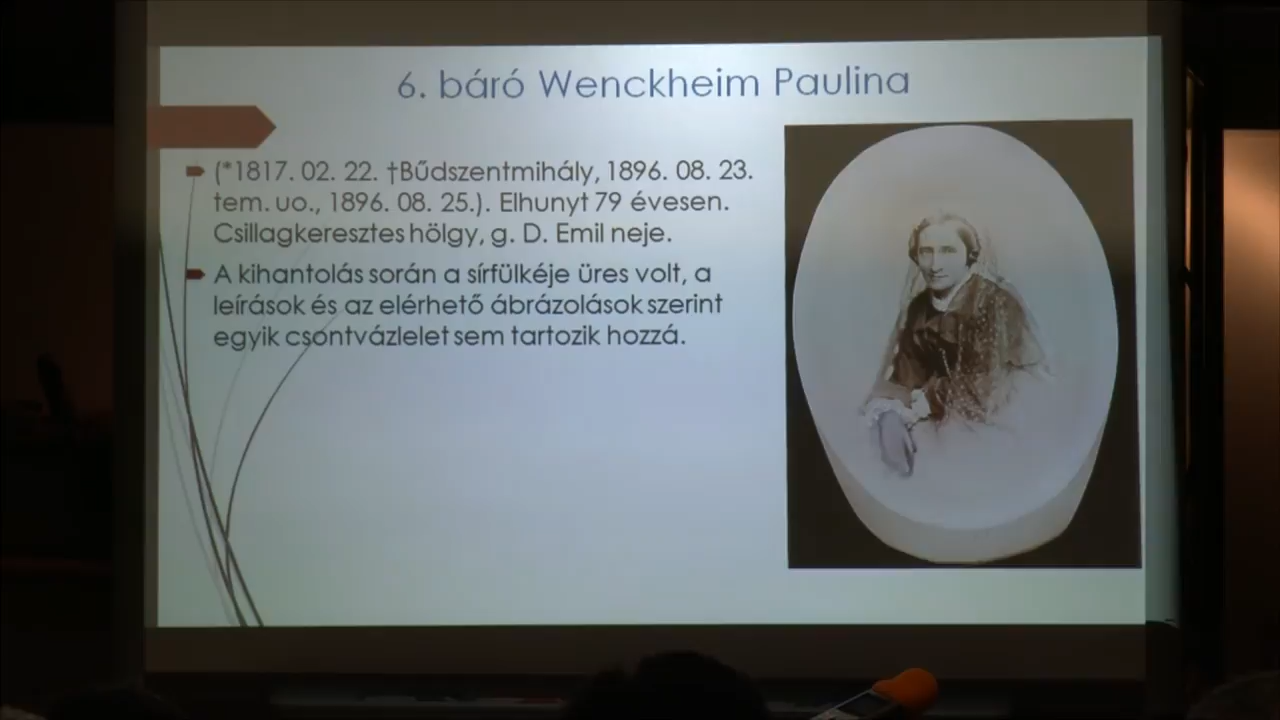 6. báró Wenckheim Paulina
(*1817. 02. 22. †Bűdszentmihály, 1896. 08. 23.
tem. uo., 1896. 08. 25.). Elhunyt 79 évesen.
Csillagkeresztes hölgy, g. D. Emil neje.
A kihantolás során a sírfülkéje üres volt, a
leírások és az elérhető ábrázolások szerint
egyik csontvázlelet sem tartozik hozzá.